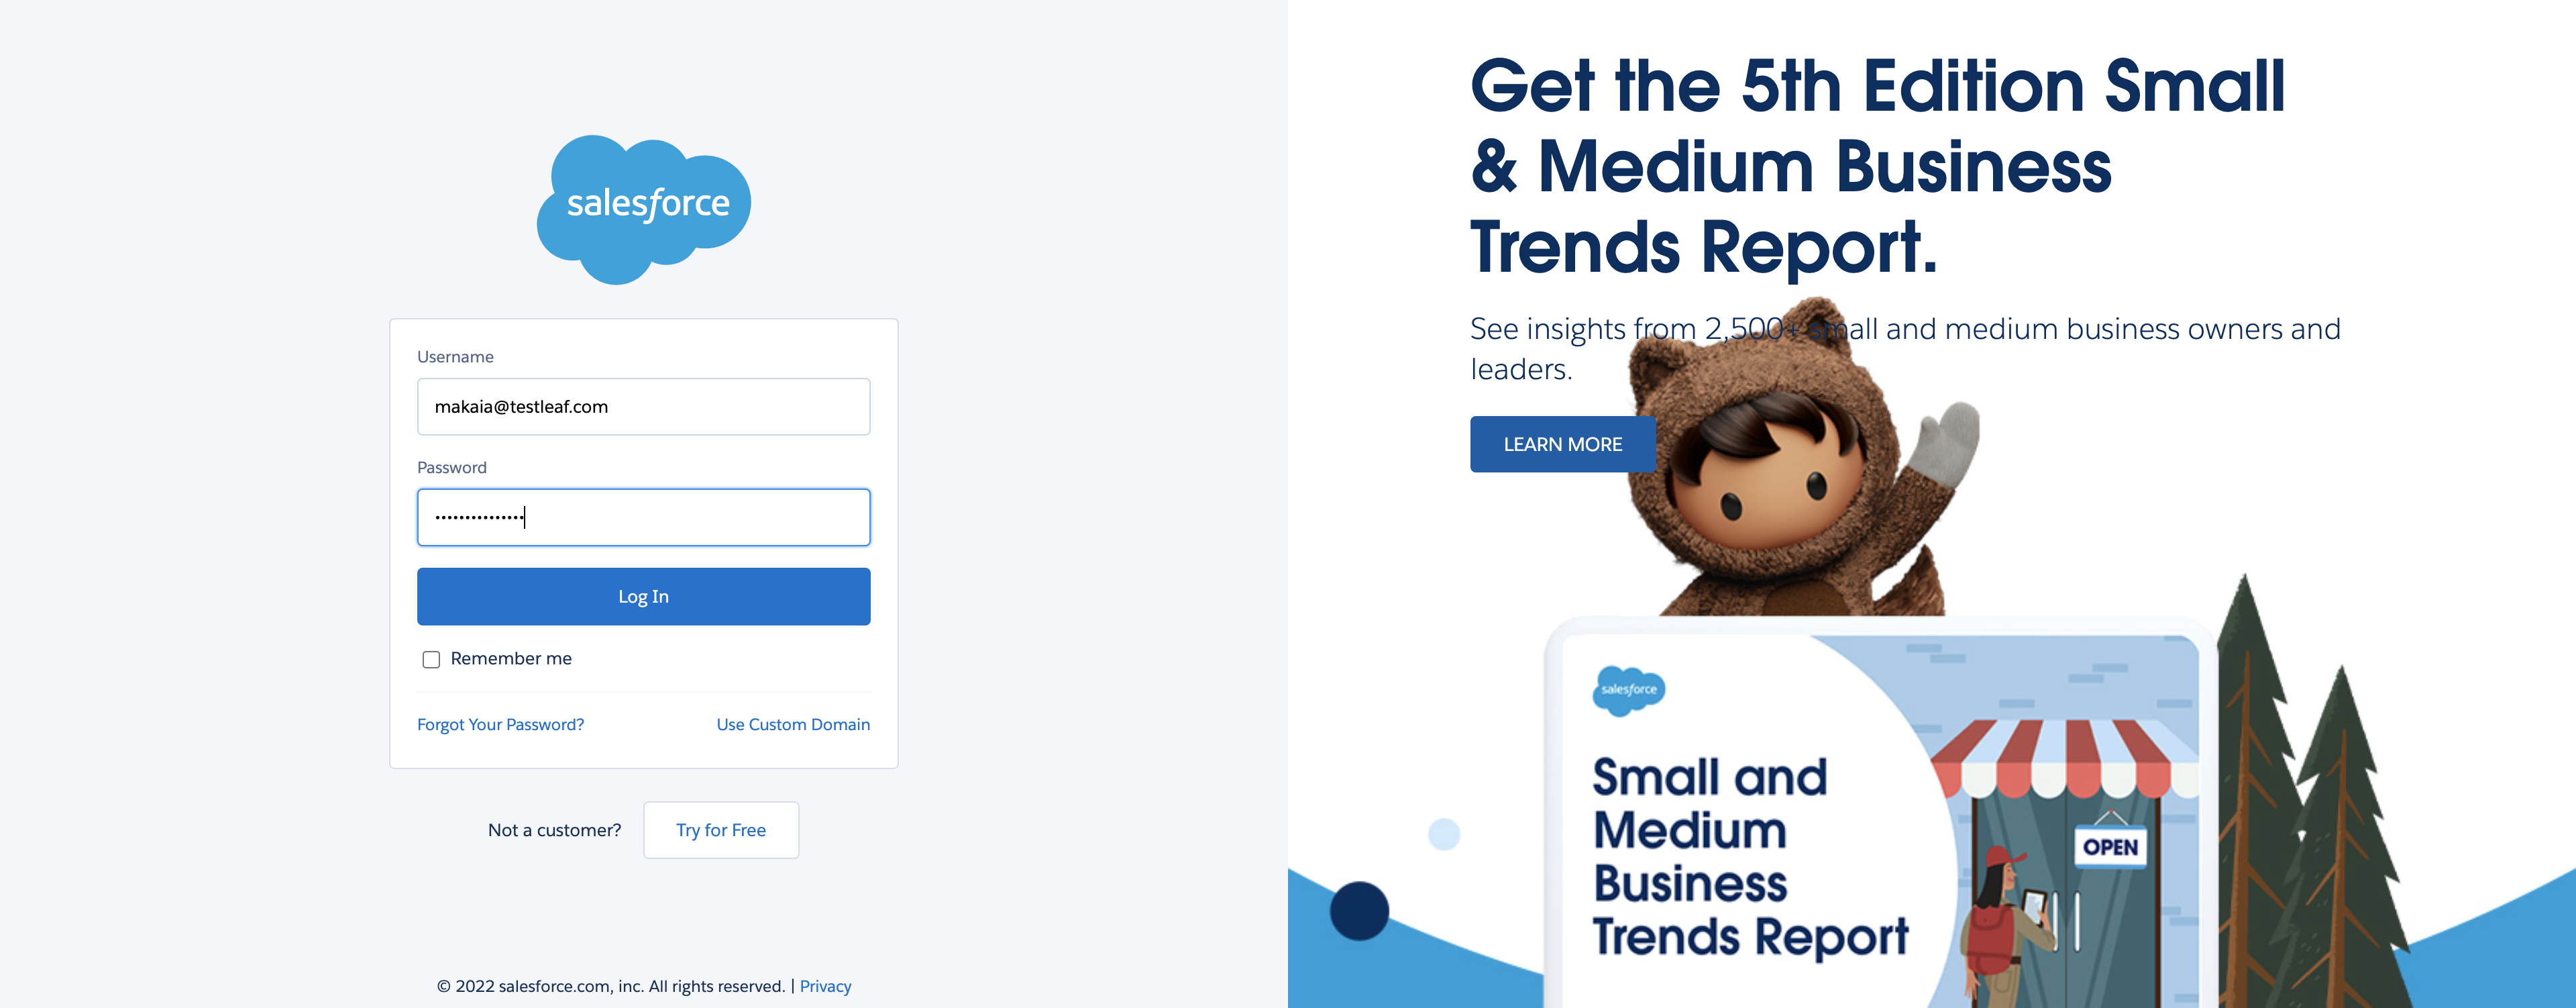 salesforce
Username
makaia@testleaf.com
Password
•••••••••••••••
Log In
Remember me
Forgot Your Password?
Use Custom Domain
Not a customer?
Try for Free
© 2022 salesforce.com, inc. All rights reserved. | Privacy
Get the 5th Edition Small
& Medium Business
Trends Report.
See insights from 2,500+ small and medium business owners and
leaders.
LEARN MORE
salesforce
Small and
Medium
Business
Trends Report
OPEN